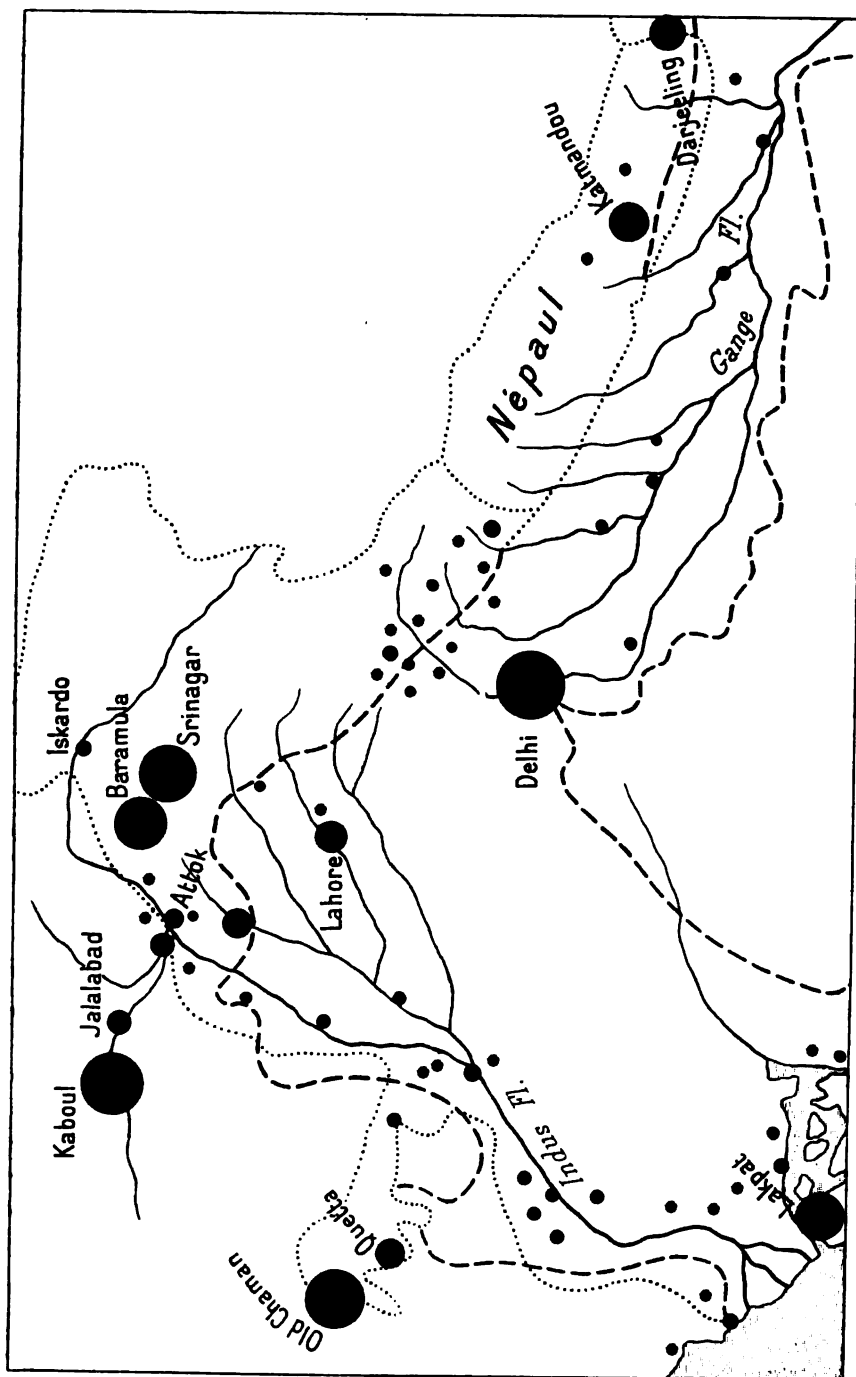 Iskardo
Baramula
Srinagar
Attok
Jalalabad
Kaboul
Lahore
Delhi
Quetta
Old Chaman
Indus Fl.
Lakpat
Népaul
Katmandou
Darjeeling
Gange Fl.